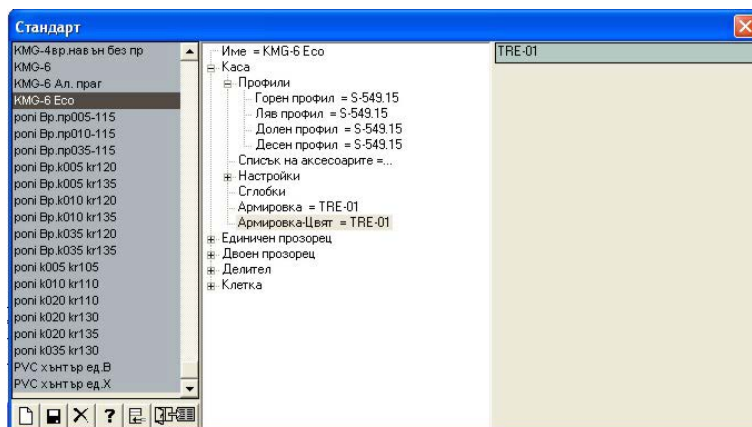 Стандарт
KMG-4вр.навън без пр
KMG-6
KMG-6 Ал. праг
KMG-6 Eco
poni Вр.пр005-115
poni Вр.пр010-115
poni Вр.пр035-115
poni Вр.k005 kr120
poni Вр.k005 kr135
poni Вр.k010 kr120
poni Вр.k010 kr135
poni Вр.k035 kr120
poni Вр.k035 kr135
poni k005 kr105
poni k010 kr110
poni k020 kr110
poni k020 kr130
poni k020 kr135
poni k035 kr130
PVC хънтър ед.В
PVC хънтър ед.Х
Име = KMG-6 Eco
Каса
Профили
Горен профил = S-549.15
Ляв профил = S-549.15
Долен профил = S-549.15
Десен профил = S-549.15
Списък на аксесоарите =...
Настройки
Сглобки
Армировка = TRE-01
Армировка-Цвят = TRE-01
Единичен прозорец
Двоен прозорец
Делител
Клетка
TRE-01